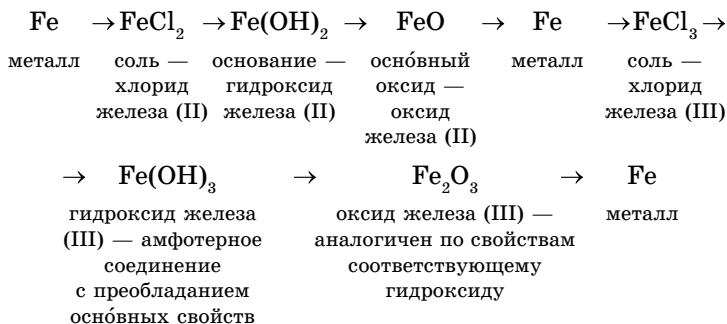 Fe → FeCl₂ → Fe(OH)₂ → FeO → Fe → FeCl₃ →
металл соль — основание — оснóвный металл соль —
хлорид гидроксид оксид — хлорид
железа (II) железа (II) оксид железа (III)
железа (II)
→ Fe(OH)₃ → Fe₂O₃ → Fe
гидроксид железа оксид железа (III) — металл
(III) — амфотерное аналогичен по свойствам
соединение соответствующему
с преобладанием гидроксиду
оснóвных свойств